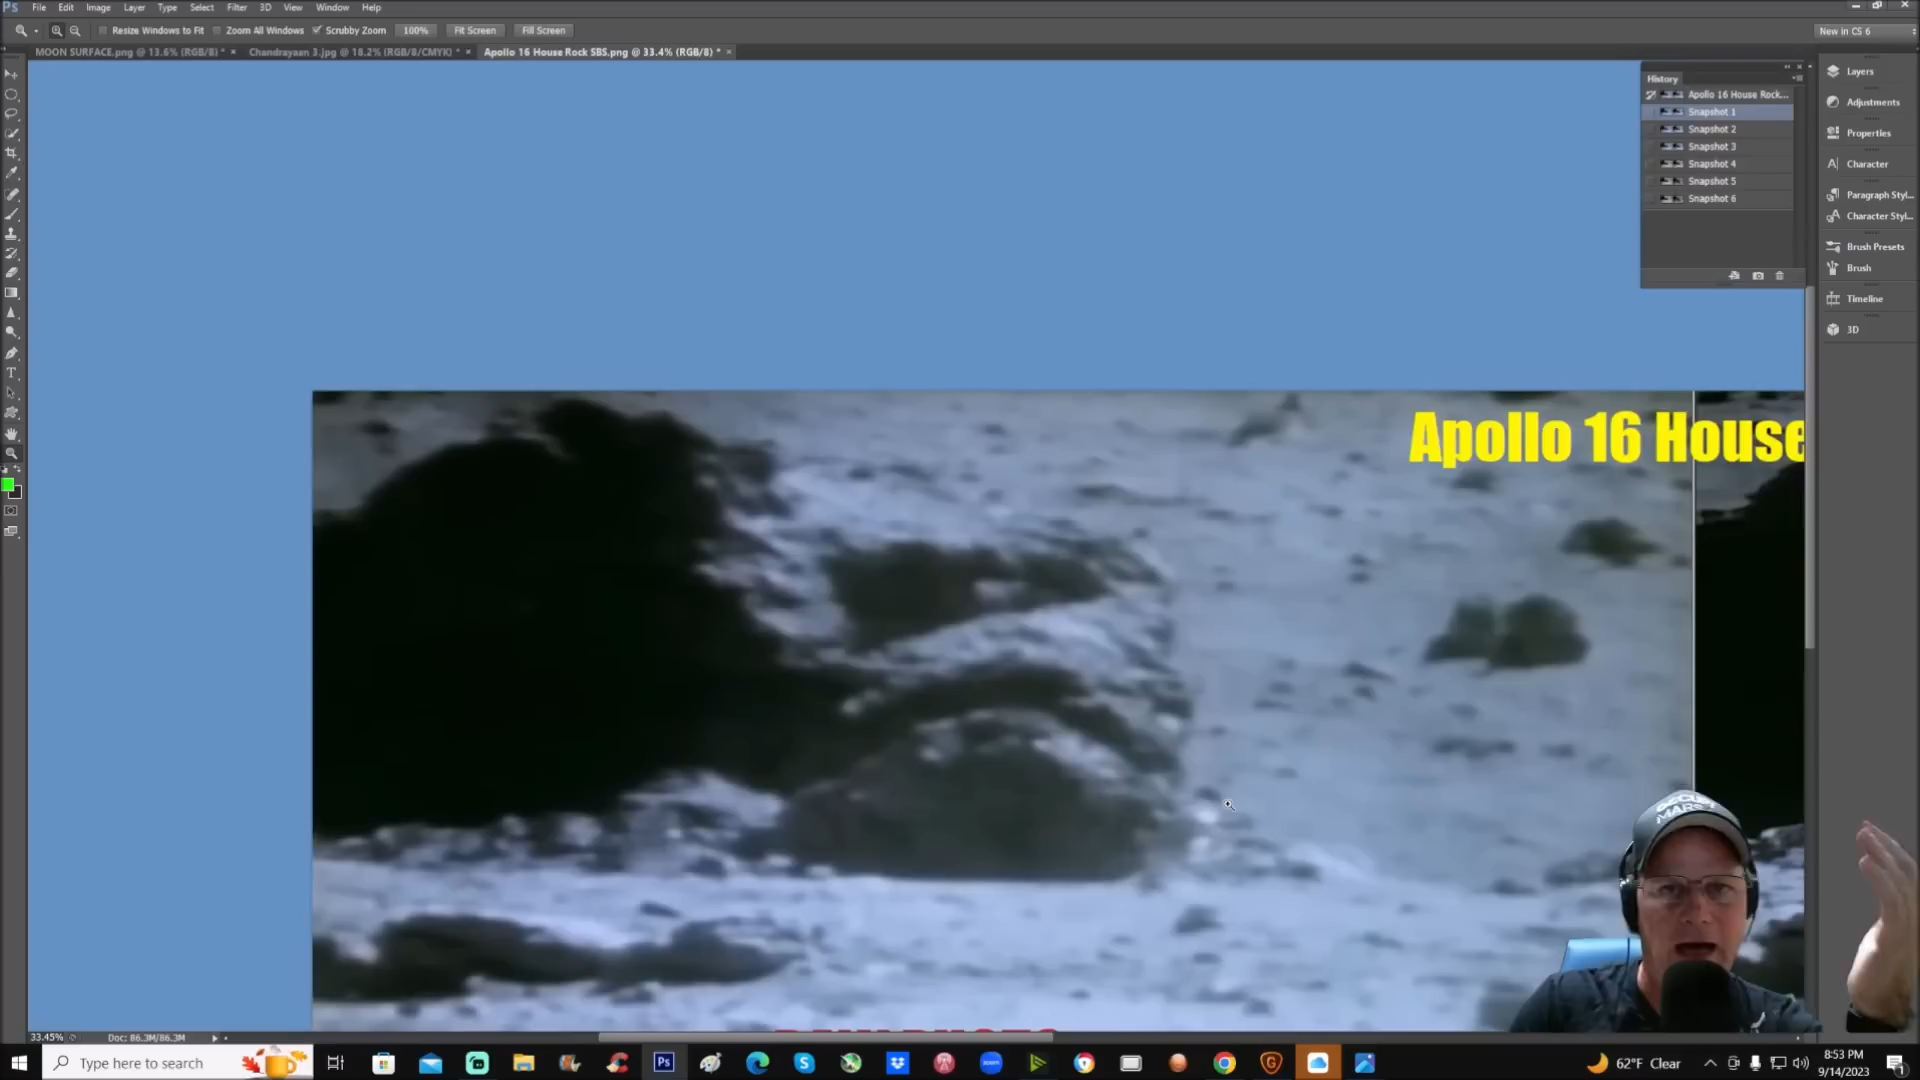 Ps File Edit Image Layer Type Select Filter 3D View Window Help
Resize Windows to Fit Zoom All Windows Scrubby Zoom 100% Fit Screen Fill Screen New in CS 6
MOON SURFACE.png @ 13.6% (RGB/8) * × Chandrayaan 3.jpg @ 18.2% (RGB/8/CMYK) * × Apollo 16 House Rock SBS.png @ 33.4% (RGB/8) * ×
History
Apollo 16 House Rock...
Snapshot 1
Snapshot 2
Snapshot 3
Snapshot 4
Snapshot 5
Snapshot 6
Layers
Adjustments
Properties
Character
Paragraph Styl...
Character Styl...
Brush Presets
Brush
Timeline
3D
Apollo 16 House
OCCUPY
MARS
33.45% Doc: 86.3M/86.3M
Type here to search
Ps
zoom
62°F Clear
8:53 PM
9/14/2023